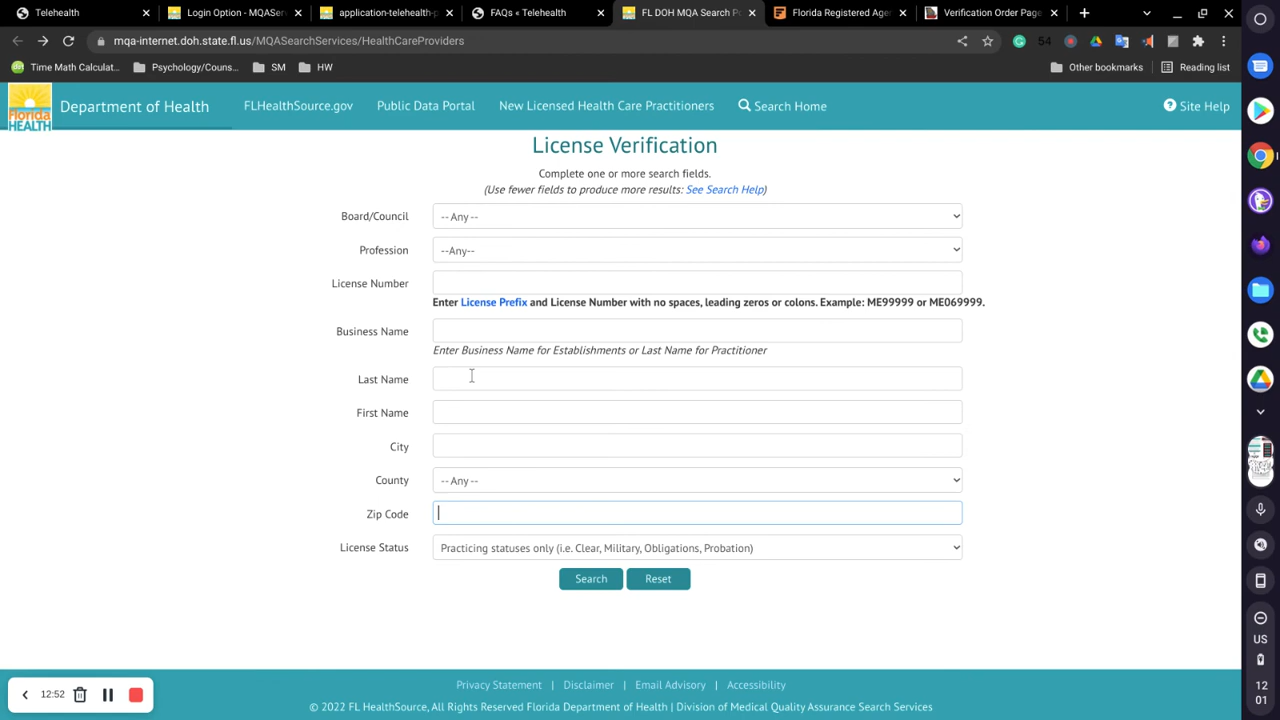 Telehealth
Login Option - MQASer
application-telehealth-p
FAQs « Telehealth
FL DOH MQA Search Po
Florida Registered Agen
Verification Order Page
mqa-internet.doh.state.fl.us/MQASearchServices/HealthCareProviders
54
Time Math Calculat...
Psychology/Couns...
SM
HW
Other bookmarks
Reading list
Florida
HEALTH
Department of Health
FLHealthSource.gov
Public Data Portal
New Licensed Health Care Practitioners
Search Home
Site Help
License Verification
Complete one or more search fields.
(Use fewer fields to produce more results: See Search Help)
Board/Council
-- Any --
Profession
--Any--
License Number
Enter License Prefix and License Number with no spaces, leading zeros or colons. Example: ME99999 or ME069999.
Business Name
Enter Business Name for Establishments or Last Name for Practitioner
Last Name
First Name
City
County
-- Any --
Zip Code
License Status
Practicing statuses only (i.e. Clear, Military, Obligations, Probation)
Search
Reset
Privacy Statement | Disclaimer | Email Advisory | Accessibility
© 2022 FL HealthSource, All Rights Reserved Florida Department of Health | Division of Medical Quality Assurance Search Services
12:52
US
12
01